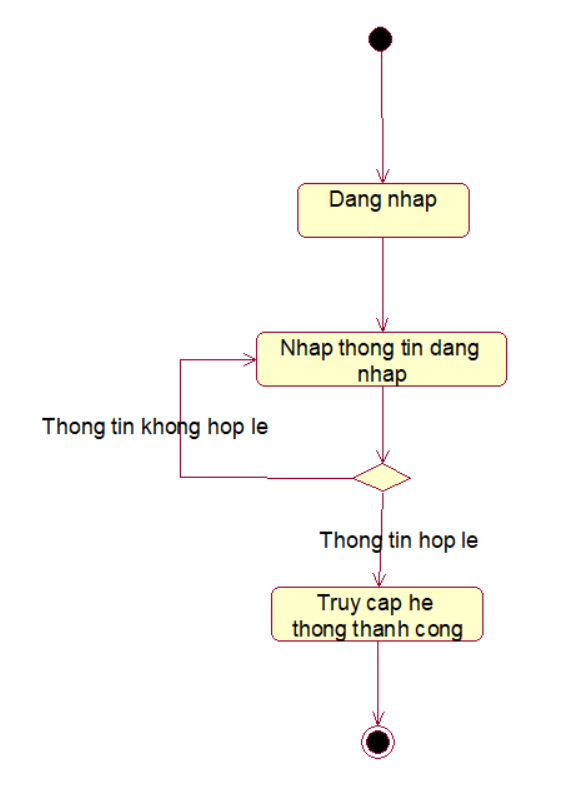 Dang nhap
Nhap thong tin dang
nhap
Thong tin khong hop le
Thong tin hop le
Truy cap he
thong thanh cong